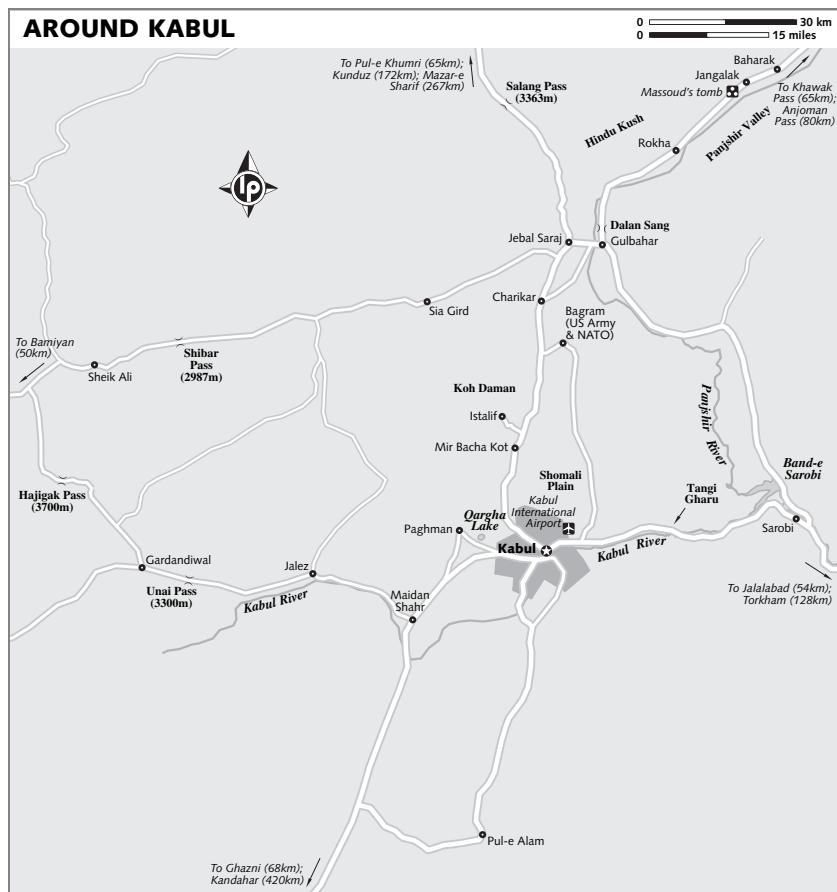 AROUND KABUL
0 30 km
0 15 miles
To Pul-e Khumri (65km);
Kunduz (172km); Mazar-e
Sharif (267km)
Salang Pass
(3363m)
Baharak
Jangalak
Massoud's tomb
To Khawak
Pass (65km);
Anjoman
Pass (80km)
Hindu Kush
Panjshir Valley
Rokha
lp
Dalan Sang
Jebal Saraj
Gulbahar
Sia Gird
Charikar
Bagram
(US Army
& NATO)
To Bamiyan
(50km)
Shibar
Pass
(2987m)
Sheik Ali
Koh Daman
Istalif
Panjshir River
Mir Bacha Kot
Shomali
Plain
Kabul
International
Airport
Band-e
Sarobi
Hajigak Pass
(3700m)
Tangi
Gharu
Qargha
Lake
Paghman
Sarobi
Kabul
Kabul River
Gardandiwal
Jalez
Unai Pass
(3300m)
Kabul River
Maidan
Shahr
To Jalalabad (54km);
Torkham (128km)
Pul-e Alam
To Ghazni (68km);
Kandahar (420km)